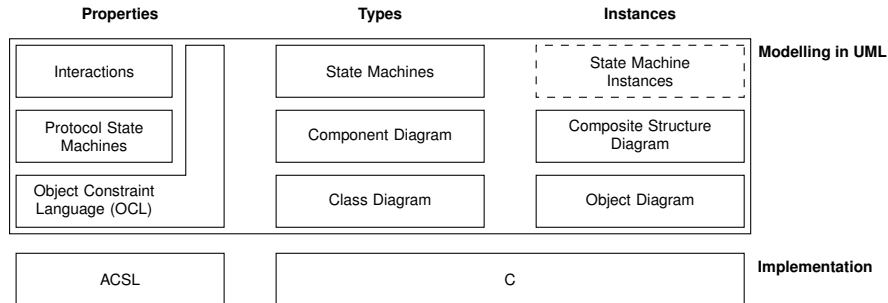 Properties
Types
Instances
Modelling in UML
Interactions
State Machines
State Machine
Instances
Protocol State
Machines
Component Diagram
Composite Structure
Diagram
Object Constraint
Language (OCL)
Class Diagram
Object Diagram
Implementation
ACSL
C